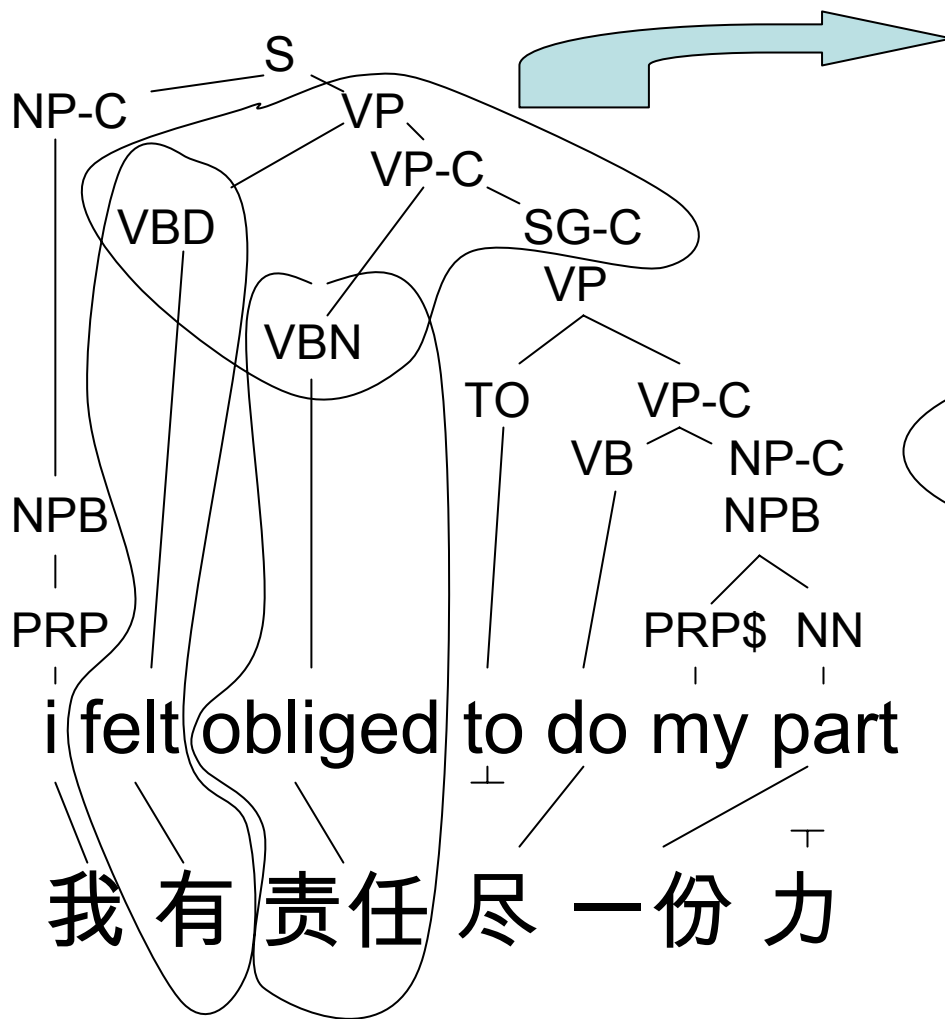 S
NP-C VP
VP-C
VBD SG-C
VP
VBN
TO VP-C
VB NP-C
NPB NPB
PRP PRP$ NN
i felt obliged to do my part
我 有 责任 尽 一份 力